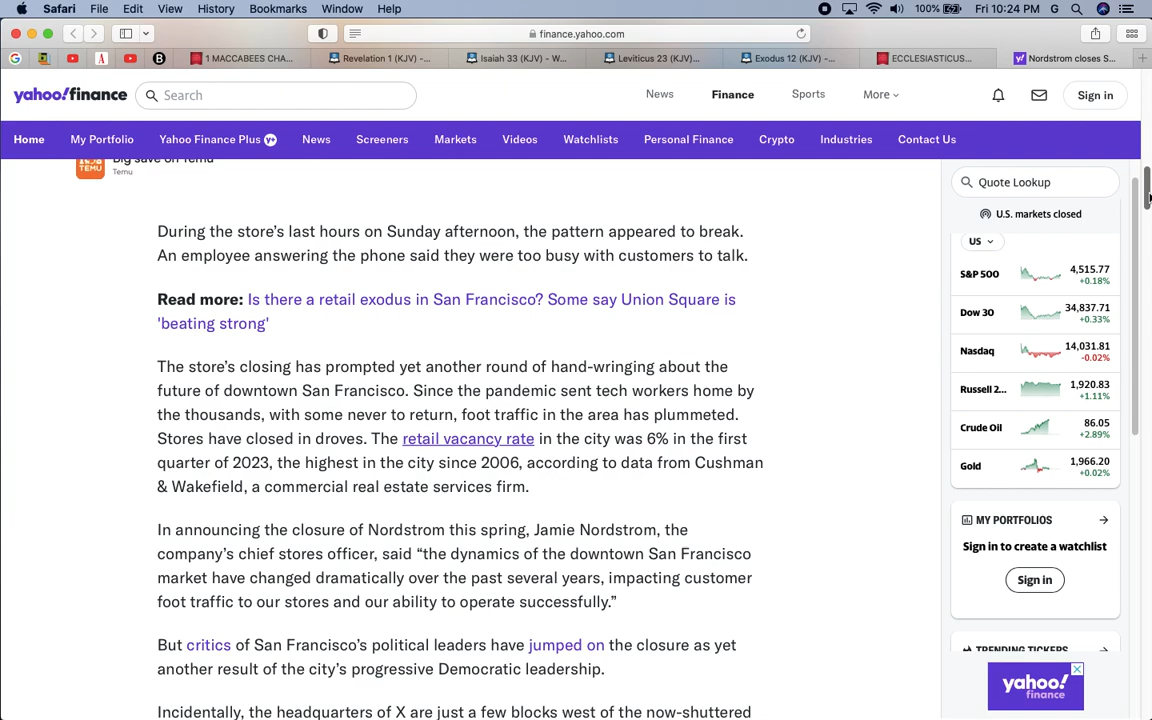 Safari File Edit View History Bookmarks Window Help 100% Fri 10:24 PM G
finance.yahoo.com
1 MACCABEES CHA... Revelation 1 (KJV) -... Isaiah 33 (KJV) - W... Leviticus 23 (KJV)... Exodus 12 (KJV) -... ECCLESIASTICUS... Nordstrom closes S...
yahoo!finance Search News Finance Sports More Sign in
Home My Portfolio Yahoo Finance Plus News Screeners Markets Videos Watchlists Personal Finance Crypto Industries Contact Us
Big save on Temu
TEMU
Temu
During the store’s last hours on Sunday afternoon, the pattern appeared to break.
An employee answering the phone said they were too busy with customers to talk.
Read more: Is there a retail exodus in San Francisco? Some say Union Square is
'beating strong'
The store’s closing has prompted yet another round of hand-wringing about the
future of downtown San Francisco. Since the pandemic sent tech workers home by
the thousands, with some never to return, foot traffic in the area has plummeted.
Stores have closed in droves. The retail vacancy rate in the city was 6% in the first
quarter of 2023, the highest in the city since 2006, according to data from Cushman
& Wakefield, a commercial real estate services firm.
In announcing the closure of Nordstrom this spring, Jamie Nordstrom, the
company’s chief stores officer, said “the dynamics of the downtown San Francisco
market have changed dramatically over the past several years, impacting customer
foot traffic to our stores and our ability to operate successfully.”
But critics of San Francisco’s political leaders have jumped on the closure as yet
another result of the city’s progressive Democratic leadership.
Incidentally, the headquarters of X are just a few blocks west of the now-shuttered
Quote Lookup
U.S. markets closed
US
S&P 500 4,515.77
+0.18%
Dow 30 34,837.71
+0.33%
Nasdaq 14,031.81
-0.02%
Russell 2... 1,920.83
+1.11%
Crude Oil 86.05
+2.89%
Gold 1,966.20
+0.02%
MY PORTFOLIOS
Sign in to create a watchlist
Sign in
TRENDING TICKERS
yahoo!
finance